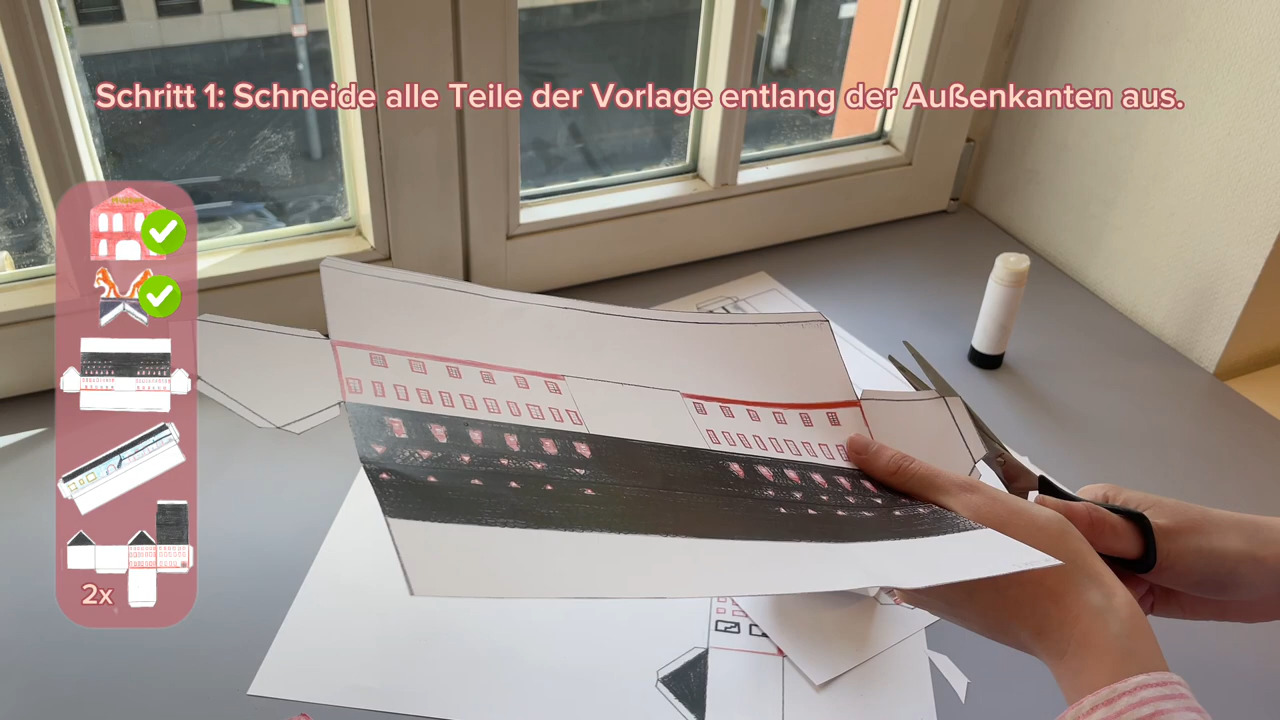 Schritt 1: Schneide alle Teile der Vorlage entlang der Außenkanten aus.
2x